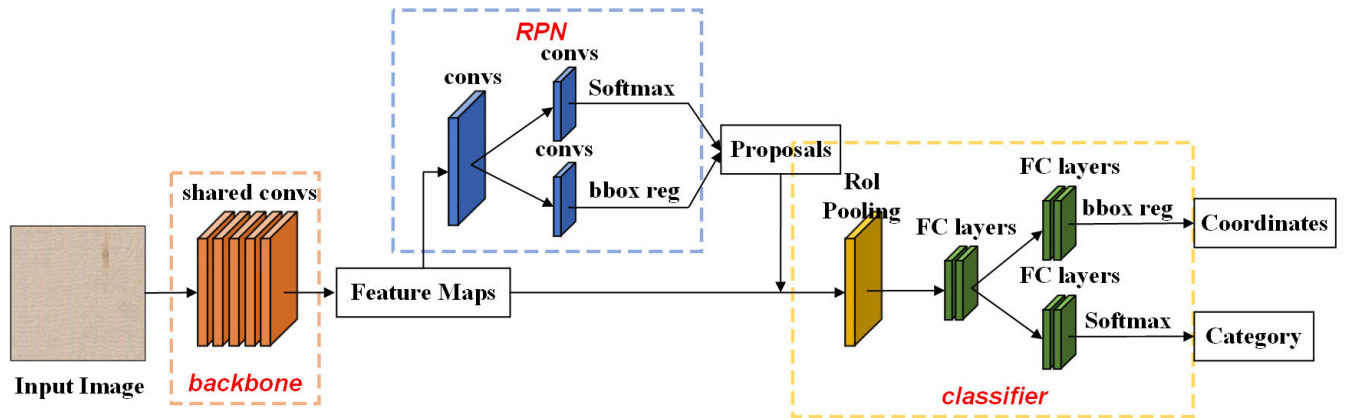 RPN
convs
convs
Softmax
convs
bbox reg
Proposals
shared convs
Feature Maps
Input Image
backbone
RoI
Pooling
FC layers
FC layers
bbox reg
Coordinates
FC layers
Softmax
Category
classifier